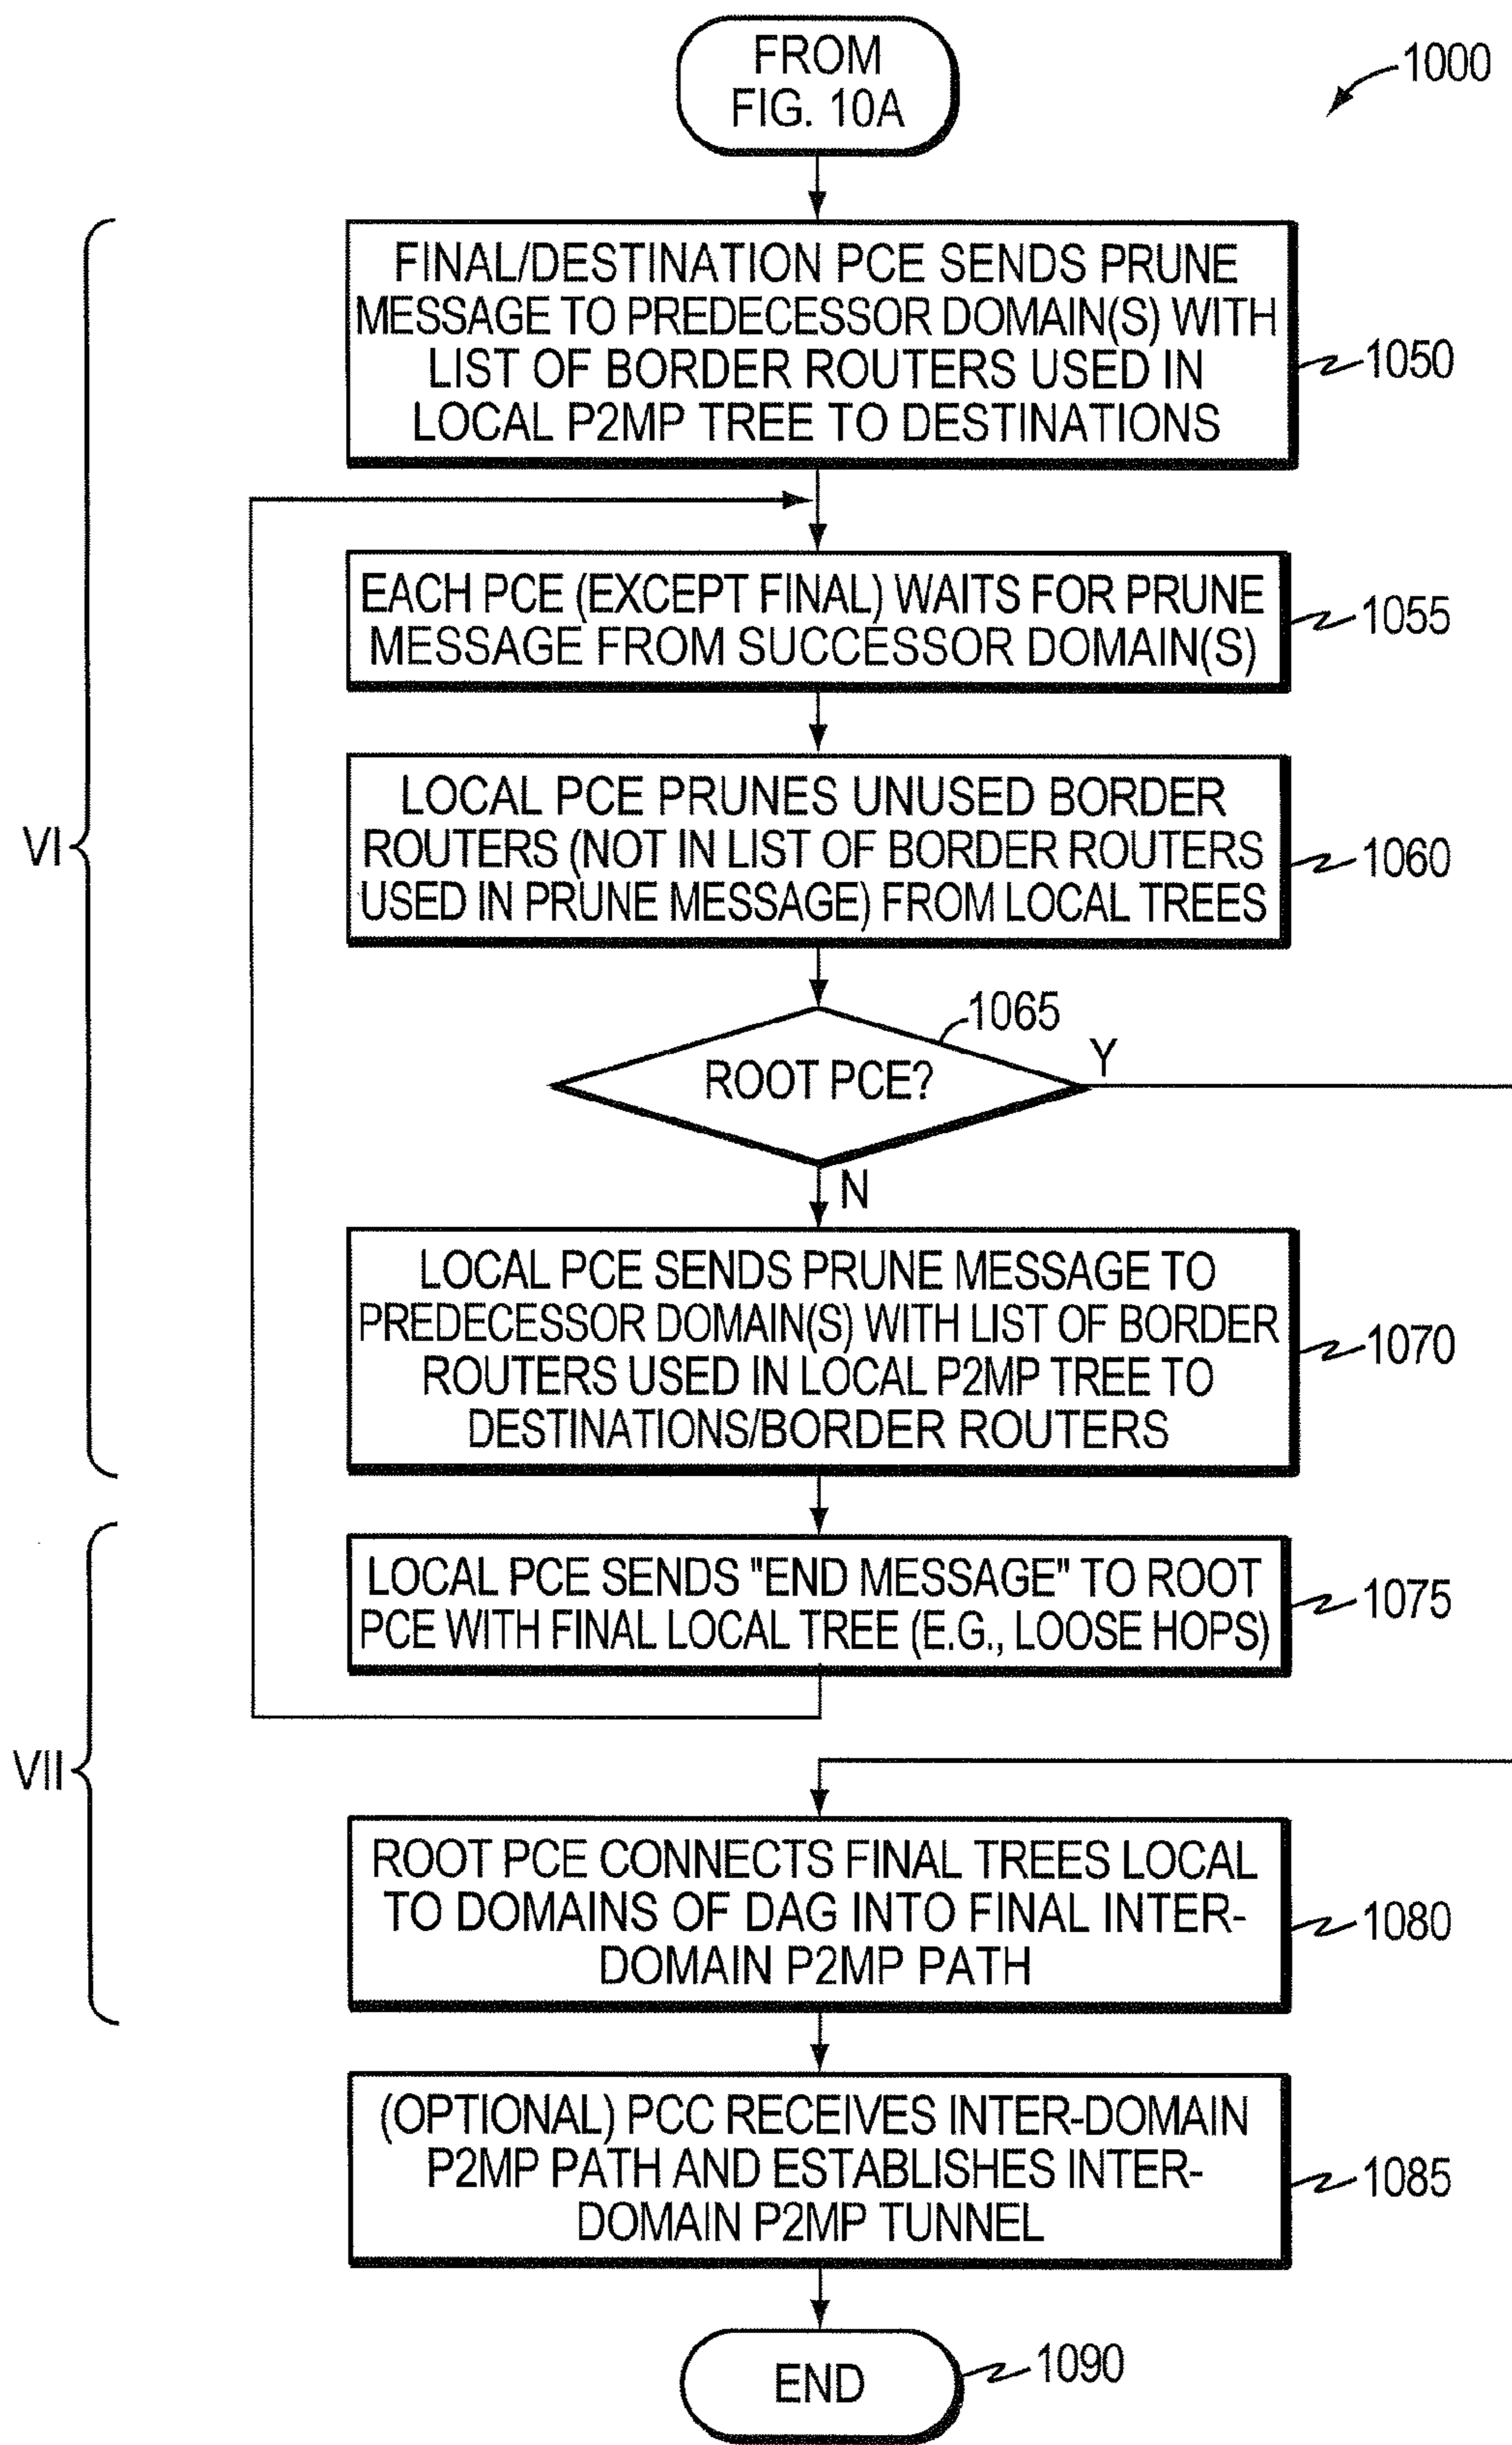 FROM
FIG. 10A
1000
FINAL/DESTINATION PCE SENDS PRUNE
MESSAGE TO PREDECESSOR DOMAIN(S) WITH
LIST OF BORDER ROUTERS USED IN
LOCAL P2MP TREE TO DESTINATIONS
1050
EACH PCE (EXCEPT FINAL) WAITS FOR PRUNE
MESSAGE FROM SUCCESSOR DOMAIN(S)
1055
LOCAL PCE PRUNES UNUSED BORDER
ROUTERS (NOT IN LIST OF BORDER ROUTERS
USED IN PRUNE MESSAGE) FROM LOCAL TREES
1060
VI
1065
ROOT PCE?
Y
N
LOCAL PCE SENDS PRUNE MESSAGE TO
PREDECESSOR DOMAIN(S) WITH LIST OF BORDER
ROUTERS USED IN LOCAL P2MP TREE TO
DESTINATIONS/BORDER ROUTERS
1070
LOCAL PCE SENDS "END MESSAGE" TO ROOT
PCE WITH FINAL LOCAL TREE (E.G., LOOSE HOPS)
1075
VII
ROOT PCE CONNECTS FINAL TREES LOCAL
TO DOMAINS OF DAG INTO FINAL INTER-
DOMAIN P2MP PATH
1080
(OPTIONAL) PCC RECEIVES INTER-DOMAIN
P2MP PATH AND ESTABLISHES INTER-
DOMAIN P2MP TUNNEL
1085
END
1090